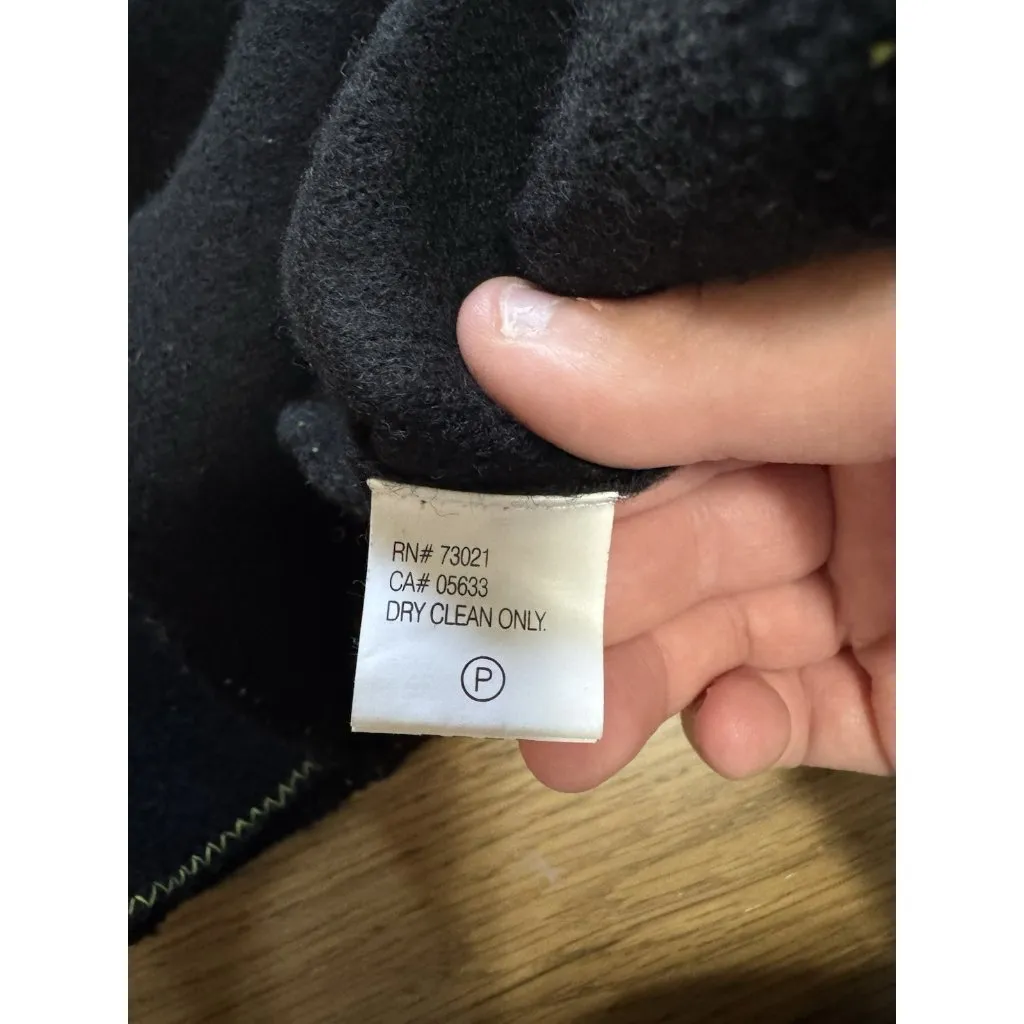 RN# 73021
CA# 05633
DRY CLEAN ONLY.
P